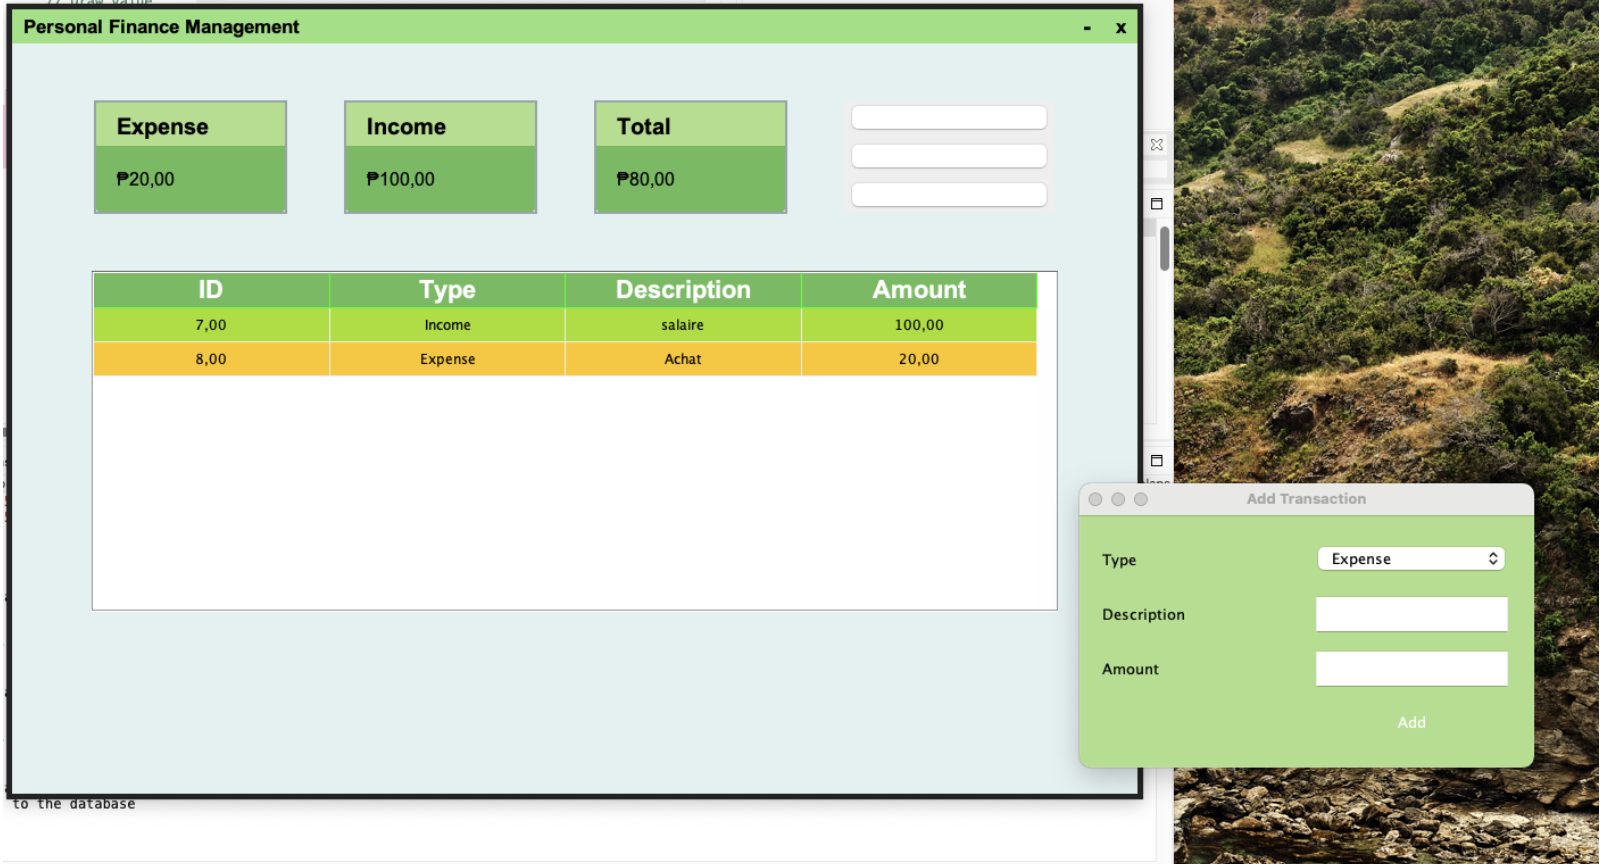 // Draw value
Personal Finance Management - x
Expense
Income
Total
₱20,00
₱100,00
₱80,00
ID Type Description Amount
7,00 Income salaire 100,00
8,00 Expense Achat 20,00
Add Transaction
Type Expense
Description
Amount
Add
to the database